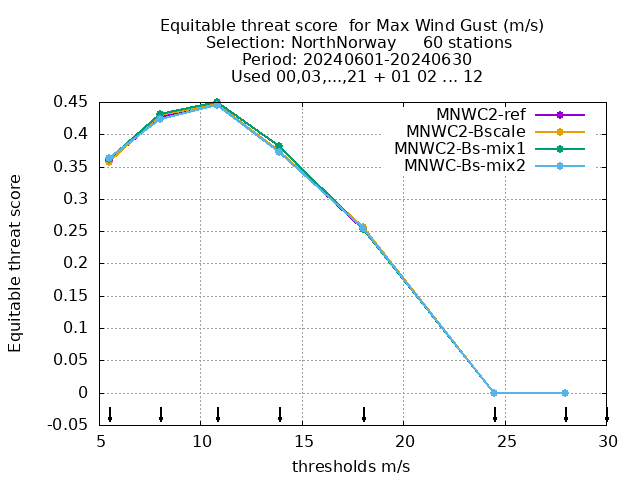 Equitable threat score  for Max Wind Gust (m/s)
Selection: NorthNorway     60 stations
Period: 20240601-20240630
Used 00,03,...,21 + 01 02 ... 12
MNWC2-ref
MNWC2-Bscale
MNWC2-Bs-mix1
MNWC-Bs-mix2
Equitable threat score
0.45
0.4
0.35
0.3
0.25
0.2
0.15
0.1
0.05
0
-0.05
5 10 15 20 25 30
thresholds m/s